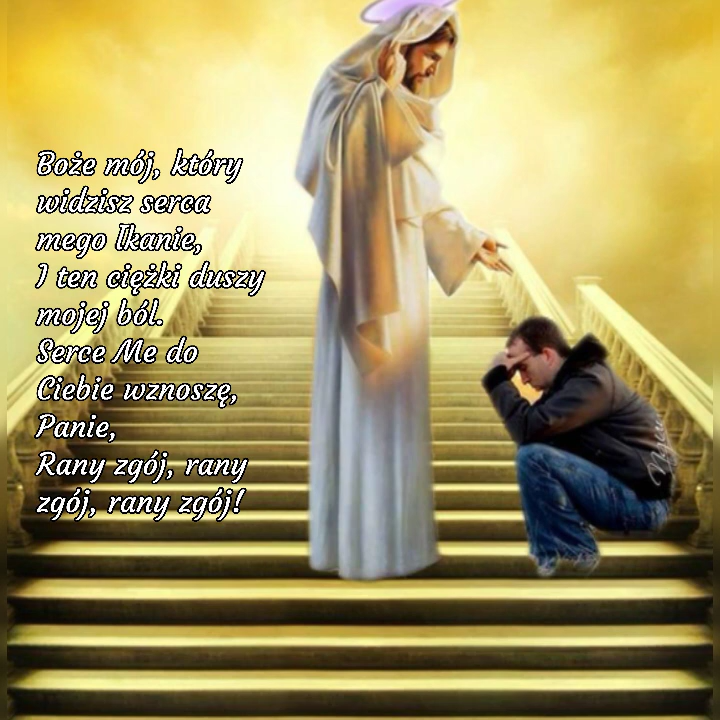 Boże mój, który
widzisz serca
mego łkanie,
I ten ciężki duszy
mojej ból.
Serce Me do
Ciebie wznoszę,
Panie,
Rany zgój, rany
zgój, rany zgój!